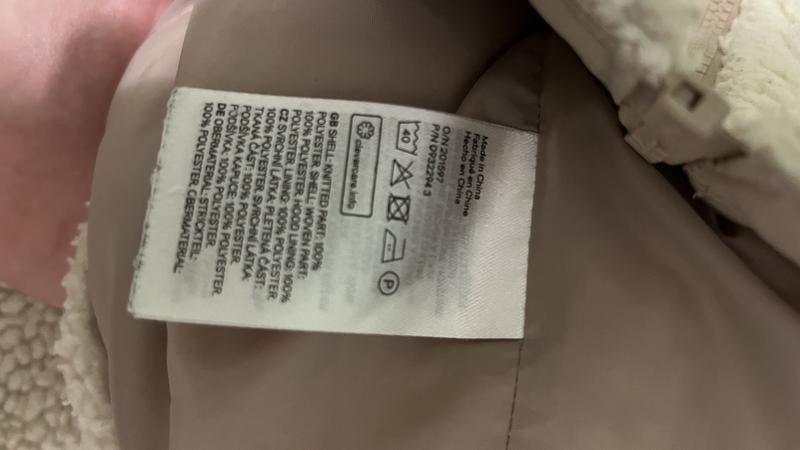 Made in China
Fabriqué en Chine
Hecho en China
O/N 201597
P/N 0932294 3
40
P
clevercare.info
GB SHELL: KNITTED PART: 100%
POLYESTER. SHELL: WOVEN PART:
100% POLYESTER. HOOD LINING: 100%
POLYESTER. LINING: 100% POLYESTER
CZ SVRCHNÍ LÁTKA: PLETENÁ ČÁST:
100% POLYESTER. SVRCHNÍ LÁTKA:
TKANÁ ČÁST: 100% POLYESTER.
PODŠÍVKA KAPUCE: 100% POLYESTER.
PODŠÍVKA: 100% POLYESTER
DE OBERMATERIAL: STRICKTEIL:
100% POLYESTER. OBERMATERIAL: